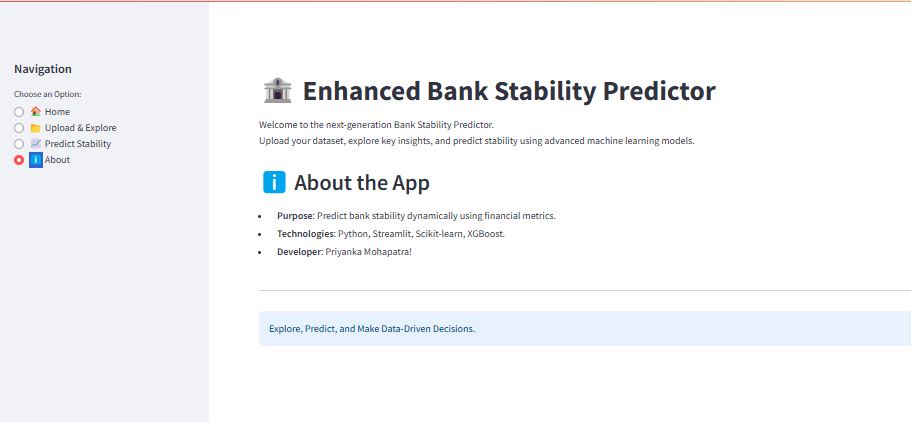 Navigation
Choose an Option:
Home
Upload & Explore
Predict Stability
About
Enhanced Bank Stability Predictor
Welcome to the next-generation Bank Stability Predictor.
Upload your dataset, explore key insights, and predict stability using advanced machine learning models.
About the App
Purpose: Predict bank stability dynamically using financial metrics.
Technologies: Python, Streamlit, Scikit-learn, XGBoost.
Developer: Priyanka Mohapatra!
Explore, Predict, and Make Data-Driven Decisions.